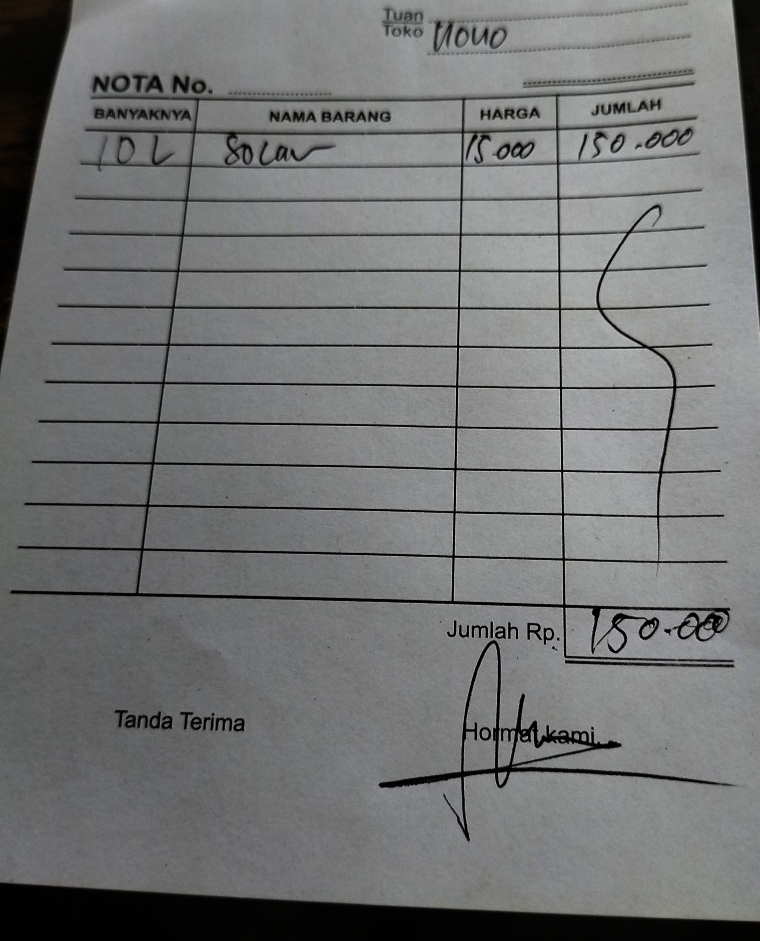 Tuan
Toko Nono
NOTA No.
BANYAKNYA NAMA BARANG HARGA JUMLAH
10 L Solar 15.000 150.000
Jumlah Rp. 150.000
Tanda Terima Hormat kami,